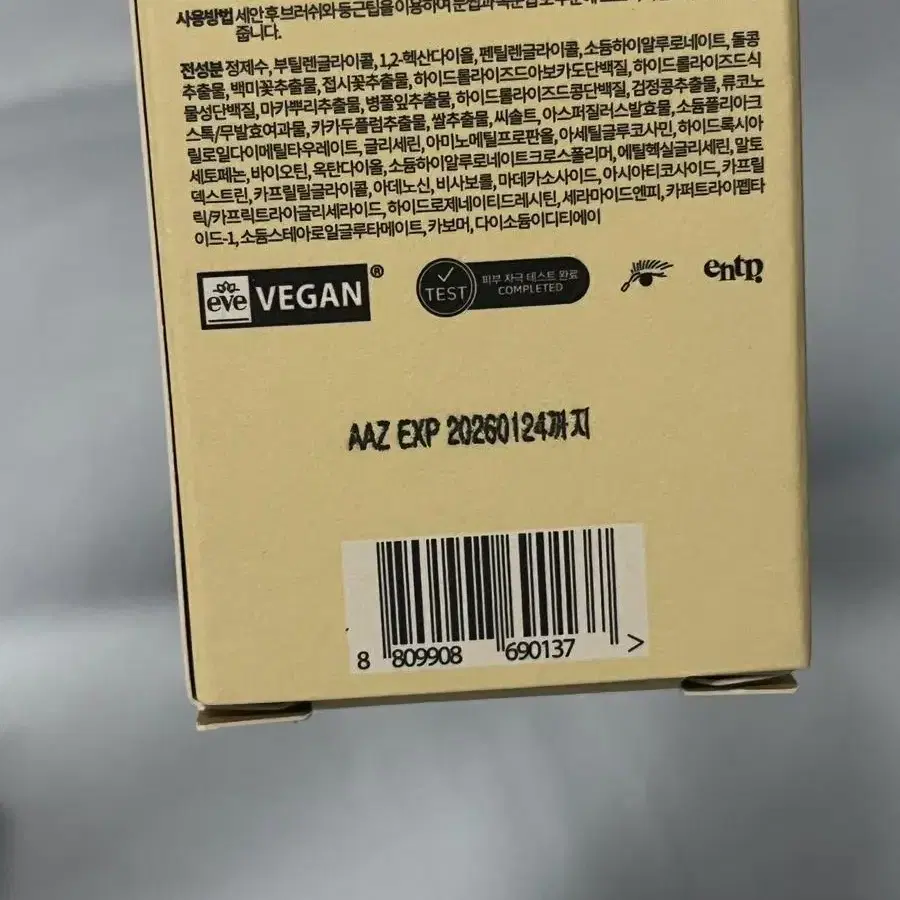 사용방법 세안 후 브러쉬와 둥근팁을 이용하여
줍니다.
전성분 정제수, 부틸렌글라이콜, 1,2-헥산다이올, 펜틸렌글라이콜, 소듐하이알루로네이트, 돌콩
추출물, 백미꽃추출물, 접시꽃추출물, 하이드롤라이즈드아보카도단백질, 하이드롤라이즈드식
물성단백질, 마카뿌리추출물, 병풀잎추출물, 하이드롤라이즈드콩단백질, 검정콩추출물, 류코노
스톡/무발효여과물, 카카두플럼추출물, 쌀추출물, 씨솔트, 아스퍼질러스발효물, 소듐폴리아크
릴로일다이메틸타우레이트, 글리세린, 아미노메틸프로판올, 아세틸글루코사민, 하이드록시아
세토페논, 바이오틴, 옥탄다이올, 소듐하이알루로네이트크로스폴리머, 에틸헥실글리세린, 말토
덱스트린, 카프릴릴글라이콜, 아데노신, 비사보롤, 마데카소사이드, 아시아티코사이드, 카프릴
릭/카프릭트라이글리세라이드, 하이드로제네이티드레시틴, 세라마이드엔피, 카퍼트라이펩타
이드-1, 소듐스테아로일글루타메이트, 카보머, 다이소듐이디티에이
eve VEGAN®
TEST 피부 자극 테스트 완료
COMPLETED
entp.
AAZ EXP 20260124까지
8 809908 690137 >